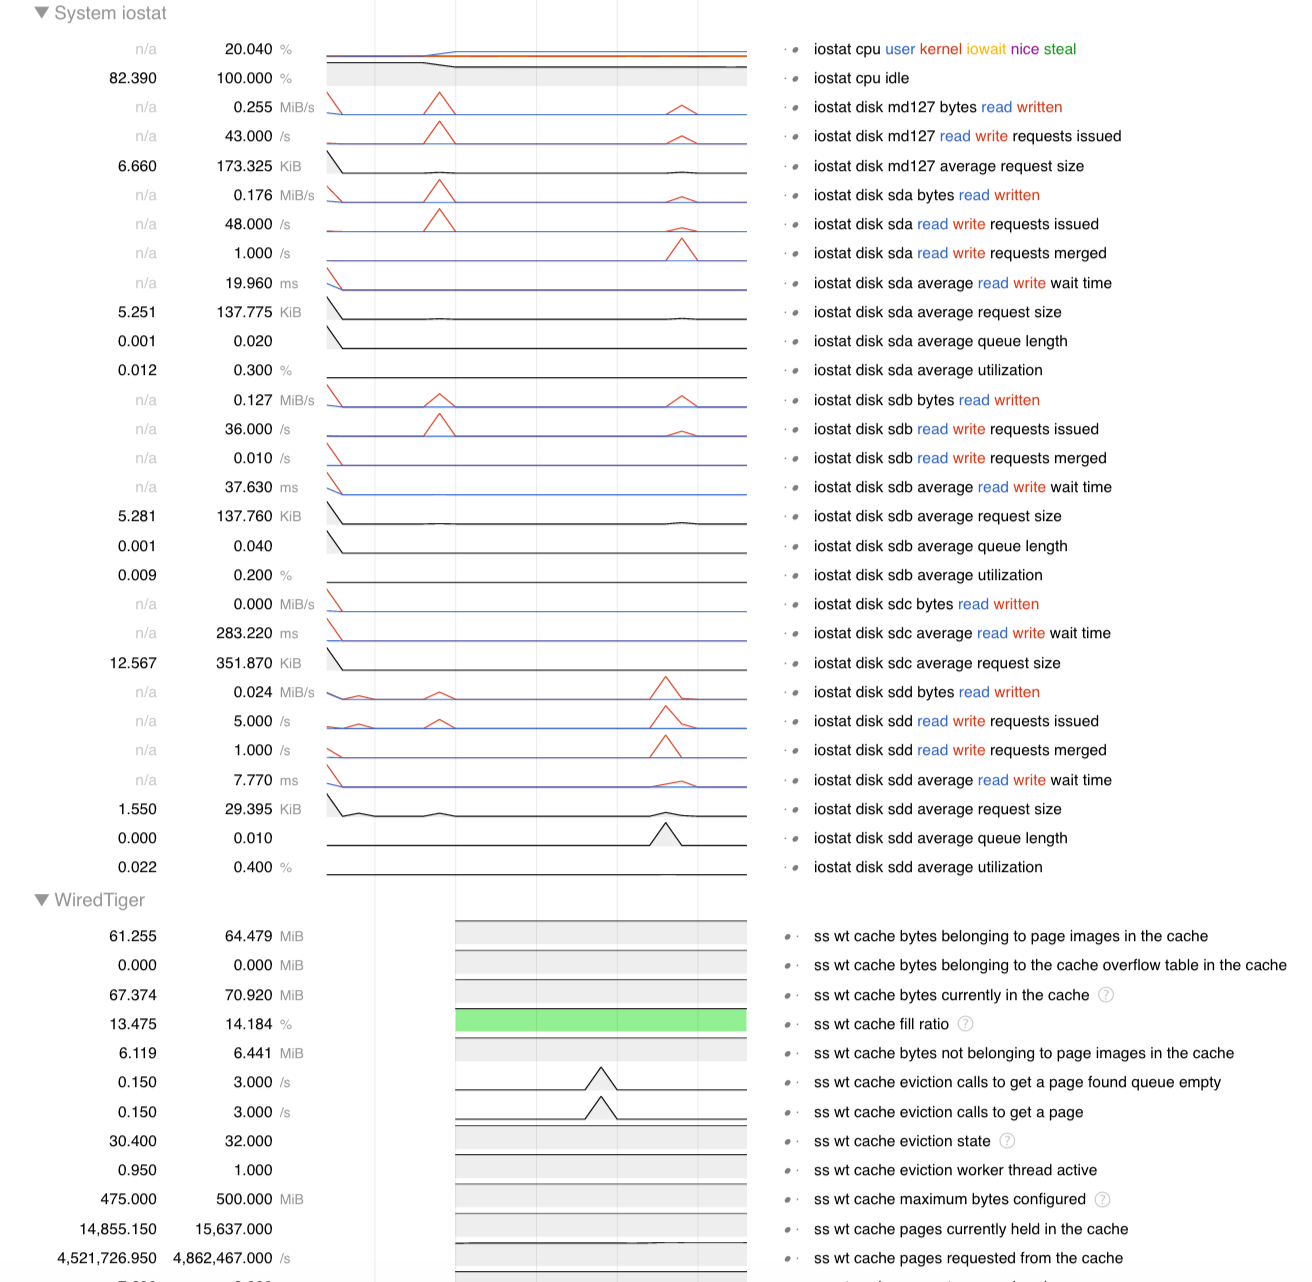 ▼ System iostat
n/a 20.040 % iostat cpu user kernel iowait nice steal
82.390 100.000 % iostat cpu idle
n/a 0.255 MiB/s iostat disk md127 bytes read written
n/a 43.000 /s iostat disk md127 read write requests issued
6.660 173.325 KiB iostat disk md127 average request size
n/a 0.176 MiB/s iostat disk sda bytes read written
n/a 48.000 /s iostat disk sda read write requests issued
n/a 1.000 /s iostat disk sda read write requests merged
n/a 19.960 ms iostat disk sda average read write wait time
5.251 137.775 KiB iostat disk sda average request size
0.001 0.020 iostat disk sda average queue length
0.012 0.300 % iostat disk sda average utilization
n/a 0.127 MiB/s iostat disk sdb bytes read written
n/a 36.000 /s iostat disk sdb read write requests issued
n/a 0.010 /s iostat disk sdb read write requests merged
n/a 37.630 ms iostat disk sdb average read write wait time
5.281 137.760 KiB iostat disk sdb average request size
0.001 0.040 iostat disk sdb average queue length
0.009 0.200 % iostat disk sdb average utilization
n/a 0.000 MiB/s iostat disk sdc bytes read written
n/a 283.220 ms iostat disk sdc average read write wait time
12.567 351.870 KiB iostat disk sdc average request size
n/a 0.024 MiB/s iostat disk sdd bytes read written
n/a 5.000 /s iostat disk sdd read write requests issued
n/a 1.000 /s iostat disk sdd read write requests merged
n/a 7.770 ms iostat disk sdd average read write wait time
1.550 29.395 KiB iostat disk sdd average request size
0.000 0.010 iostat disk sdd average queue length
0.022 0.400 % iostat disk sdd average utilization
▼ WiredTiger
61.255 64.479 MiB ss wt cache bytes belonging to page images in the cache
0.000 0.000 MiB ss wt cache bytes belonging to the cache overflow table in the cache
67.374 70.920 MiB ss wt cache bytes currently in the cache ?
13.475 14.184 % ss wt cache fill ratio ?
6.119 6.441 MiB ss wt cache bytes not belonging to page images in the cache
0.150 3.000 /s ss wt cache eviction calls to get a page found queue empty
0.150 3.000 /s ss wt cache eviction calls to get a page
30.400 32.000 ss wt cache eviction state ?
0.950 1.000 ss wt cache eviction worker thread active
475.000 500.000 MiB ss wt cache maximum bytes configured ?
14,855.150 15,637.000 ss wt cache pages currently held in the cache
4,521,726.950 4,862,467.000 /s ss wt cache pages requested from the cache